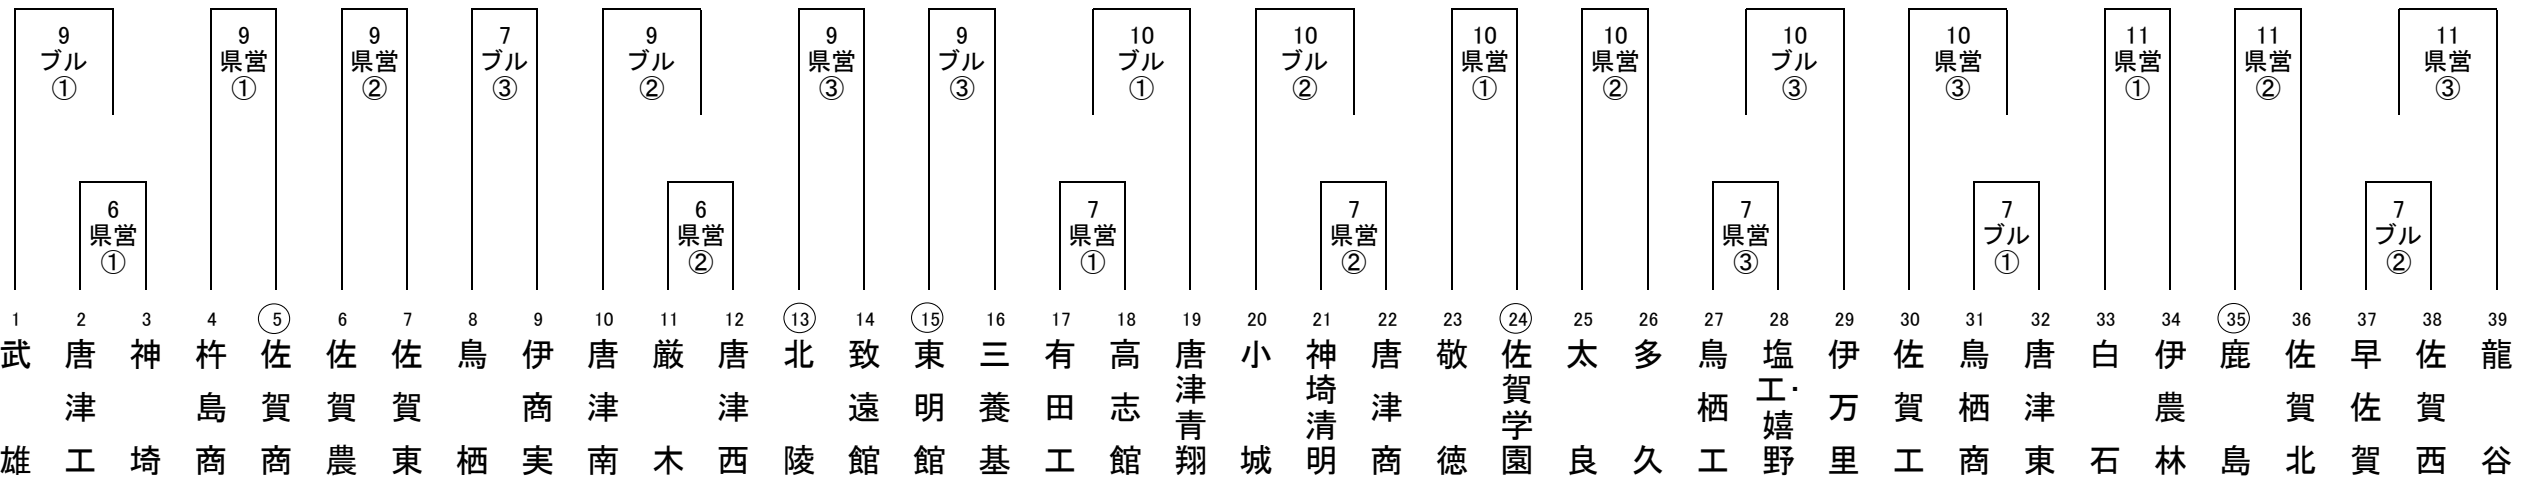 9
ブル
①
9
県営
①
9
県営
②
7
ブル
③
9
ブル
②
9
県営
③
9
ブル
③
10
ブル
①
10
ブル
②
10
県営
①
10
県営
②
10
ブル
③
10
県営
③
11
県営
①
11
県営
②
11
県営
③
6
県営
①
6
県営
②
7
県営
①
7
県営
②
7
県営
③
7
ブル
①
7
ブル
②
1
武雄
2
唐津工
3
神埼
4
杵島商
5
佐賀商
6
佐賀農
7
佐賀東
8
鳥栖
9
伊商実
10
唐津南
11
厳木
12
唐津西
13
北陵
14
致遠館
15
東明館
16
三養基
17
有田工
18
高志館
19
唐津青翔
20
小城
21
神埼清明
22
唐津商
23
敬徳
24
佐賀学園
25
太良
26
多久
27
鳥栖工
28
塩工・嬉野
29
伊万里
30
佐賀工
31
鳥栖商
32
唐津東
33
白石
34
伊農林
35
鹿島
36
佐賀北
37
早佐賀
38
佐賀西
39
龍谷